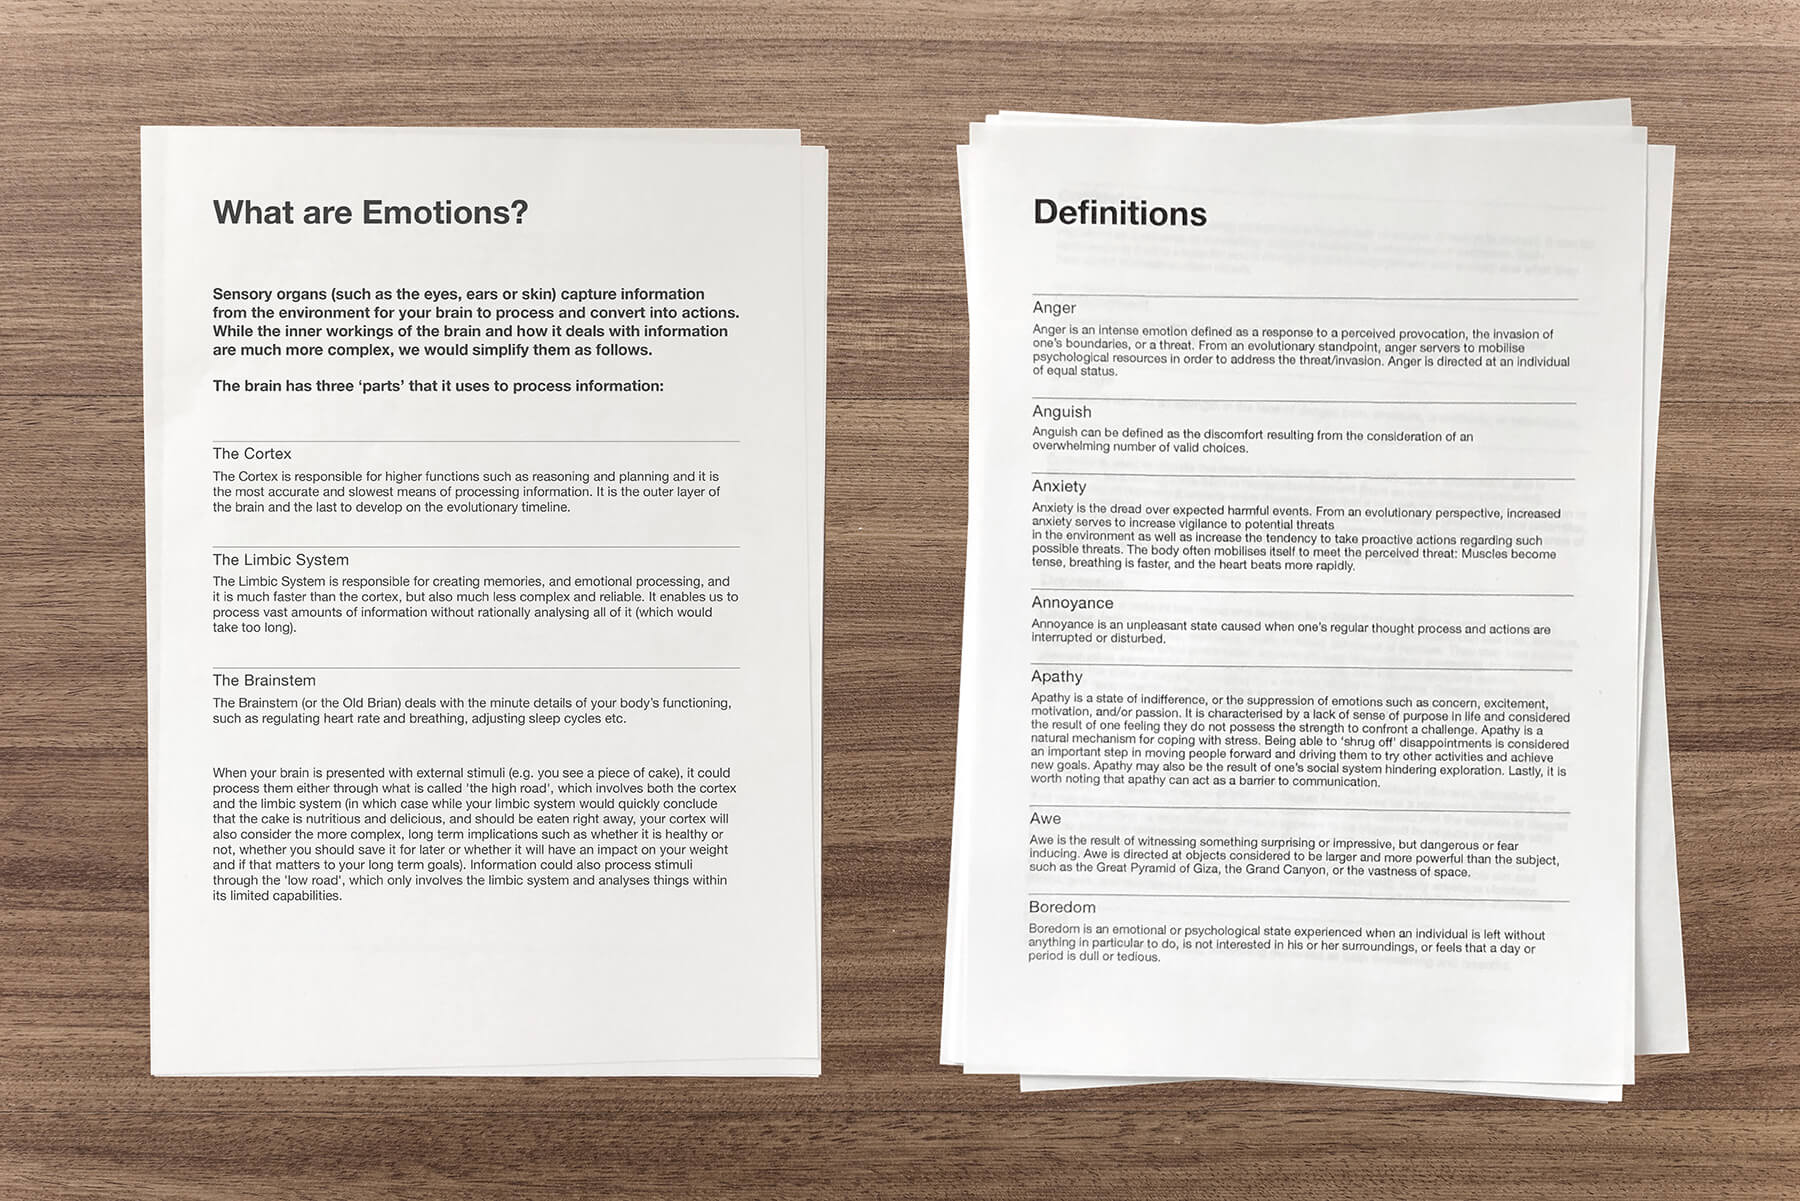 What are Emotions?
Sensory organs (such as the eyes, ears or skin) capture information
from the environment for your brain to process and convert into actions.
While the inner workings of the brain and how it deals with information
are much more complex, we would simplify them as follows.
The brain has three ‘parts’ that it uses to process information:
The Cortex
The Cortex is responsible for higher functions such as reasoning and planning and it is
the most accurate and slowest means of processing information. It is the outer layer of
the brain and the last to develop on the evolutionary timeline.
The Limbic System
The Limbic System is responsible for creating memories, and emotional processing, and
it is much faster than the cortex, but also much less complex and reliable. It enables us to
process vast amounts of information without rationally analysing all of it (which would
take too long).
The Brainstem
The Brainstem (or the Old Brian) deals with the minute details of your body’s functioning,
such as regulating heart rate and breathing, adjusting sleep cycles etc.
When your brain is presented with external stimuli (e.g. you see a piece of cake), it could
process them either through what is called 'the high road', which involves both the cortex
and the limbic system (in which case while your limbic system would quickly conclude
that the cake is nutritious and delicious, and should be eaten right away, your cortex will
also consider the more complex, long term implications such as whether it is healthy or
not, whether you should save it for later or whether it will have an impact on your weight
and if that matters to your long term goals). Information could also process stimuli
through the 'low road', which only involves the limbic system and analyses things within
its limited capabilities.
Definitions
Anger
Anger is an intense emotion defined as a response to a perceived provocation, the invasion of
one’s boundaries, or a threat. From an evolutionary standpoint, anger servers to mobilise
psychological resources in order to address the threat/invasion. Anger is directed at an individual
of equal status.
Anguish
Anguish can be defined as the discomfort resulting from the consideration of an
overwhelming number of valid choices.
Anxiety
Anxiety is the dread over expected harmful events. From an evolutionary perspective, increased
anxiety serves to increase vigilance to potential threats
in the environment as well as increase the tendency to take proactive actions regarding such
possible threats. The body often mobilises itself to meet the perceived threat: Muscles become
tense, breathing is faster, and the heart beats more rapidly.
Annoyance
Annoyance is an unpleasant state caused when one’s regular thought process and actions are
interrupted or disturbed.
Apathy
Apathy is a state of indifference, or the suppression of emotions such as concern, excitement,
motivation, and/or passion. It is characterised by a lack of sense of purpose in life and considered
the result of one feeling they do not possess the strength to confront a challenge. Apathy is a
natural mechanism for coping with stress. Being able to ‘shrug off’ disappointments is considered
an important step in moving people forward and driving them to try other activities and achieve
new goals. Apathy may also be the result of one’s social system hindering exploration. Lastly, it is
worth noting that apathy can act as a barrier to communication.
Awe
Awe is the result of witnessing something surprising or impressive, but dangerous or fear
inducing. Awe is directed at objects considered to be larger and more powerful than the subject,
such as the Great Pyramid of Giza, the Grand Canyon, or the vastness of space.
Boredom
Boredom is an emotional or psychological state experienced when an individual is left without
anything in particular to do, is not interested in his or her surroundings, or feels that a day or
period is dull or tedious.